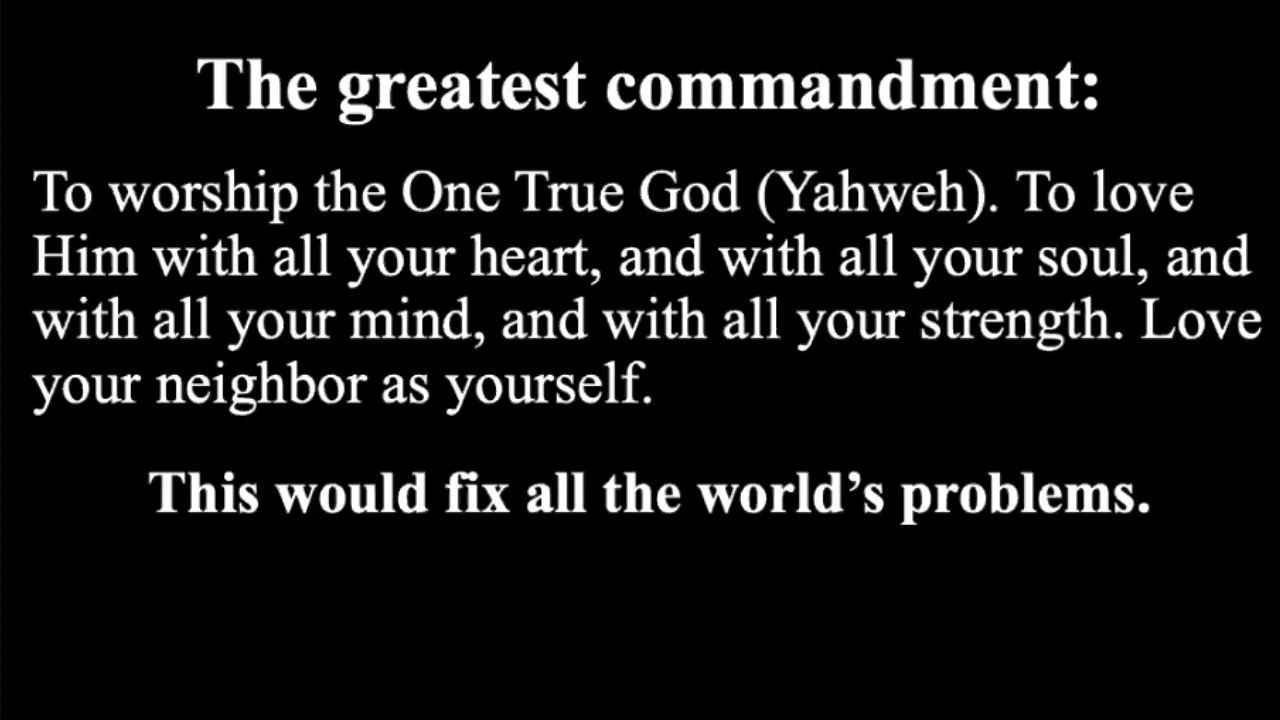 The greatest commandment:
To worship the One True God (Yahweh). To love
Him with all your heart, and with all your soul, and
with all your mind, and with all your strength. Love
your neighbor as yourself.
This would fix all the world’s problems.